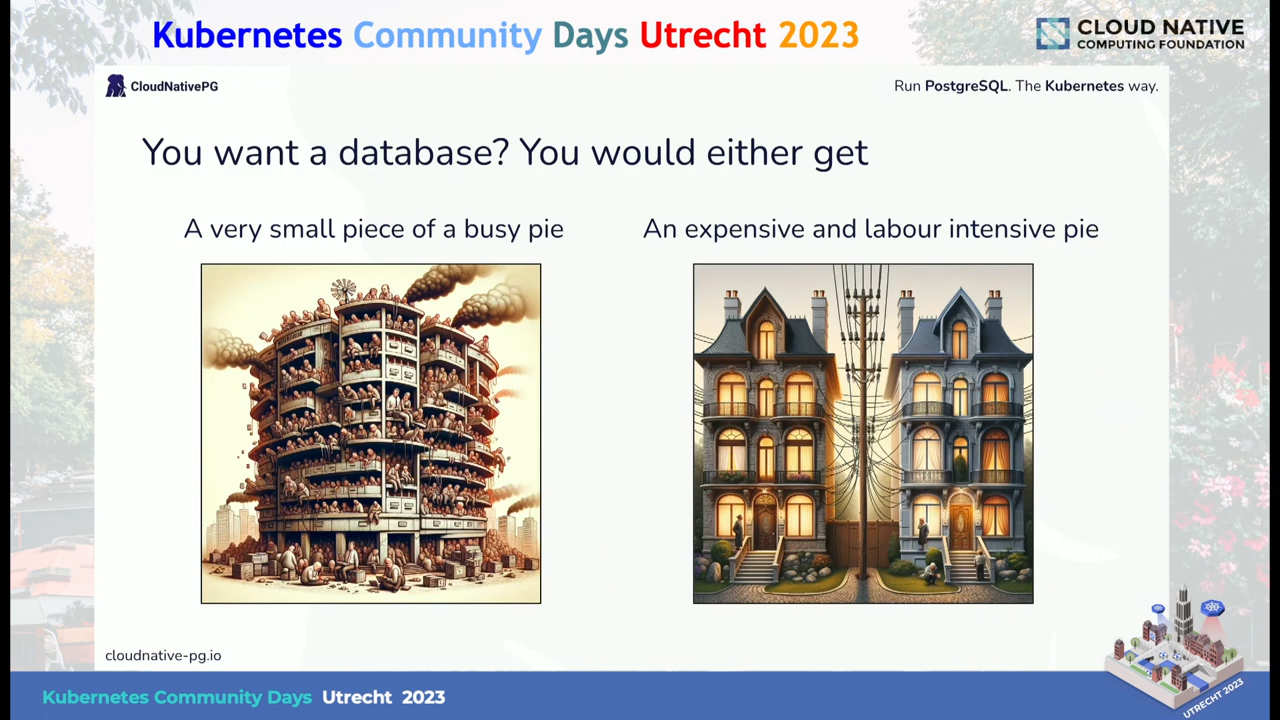 Kubernetes Community Days Utrecht 2023
CLOUD NATIVE
COMPUTING FOUNDATION
CloudNativePG
Run PostgreSQL. The Kubernetes way.
You want a database? You would either get
A very small piece of a busy pie
An expensive and labour intensive pie
cloudnative-pg.io
Kubernetes Community Days Utrecht 2023
UTRECHT 2023